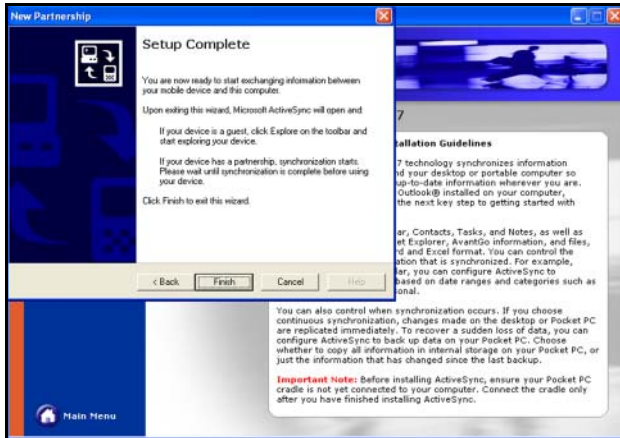 New Partnership
Setup Complete
You are now ready to start exchanging information between
your mobile device and this computer.
Upon exiting this wizard, Microsoft ActiveSync will open and:
If your device is a guest, click Explore on the toolbar and
start exploring your device.
If your device has a partnership, synchronization starts.
Please wait until synchronization is complete before using
your device.
Click Finish to exit this wizard.
< Back
Finish
Cancel
Help
7
allation Guidelines
7 technology synchronizes information
nd your desktop or portable computer so
up-to-date information wherever you are.
Outlook® installed on your computer,
the next key step to getting started with
ar, Contacts, Tasks, and Notes, as well as
et Explorer, AvantGo information, and files,
rd and Excel format. You can control the
ation that is synchronized. For example,
lar, you can configure ActiveSync to
based on date ranges and categories such as
sonal.
You can also control when synchronization occurs. If you choose
continuous synchronization, changes made on the desktop or Pocket PC
are replicated immediately. To recover a sudden loss of data, you can
configure ActiveSync to back up data on your Pocket PC. Choose
whether to copy all information in internal storage on your Pocket PC, or
just the information that has changed since the last backup.
Important Note: Before installing ActiveSync, ensure your Pocket PC
cradle is not yet connected to your computer. Connect the cradle only
after you have finished installing ActiveSync.
Main Menu